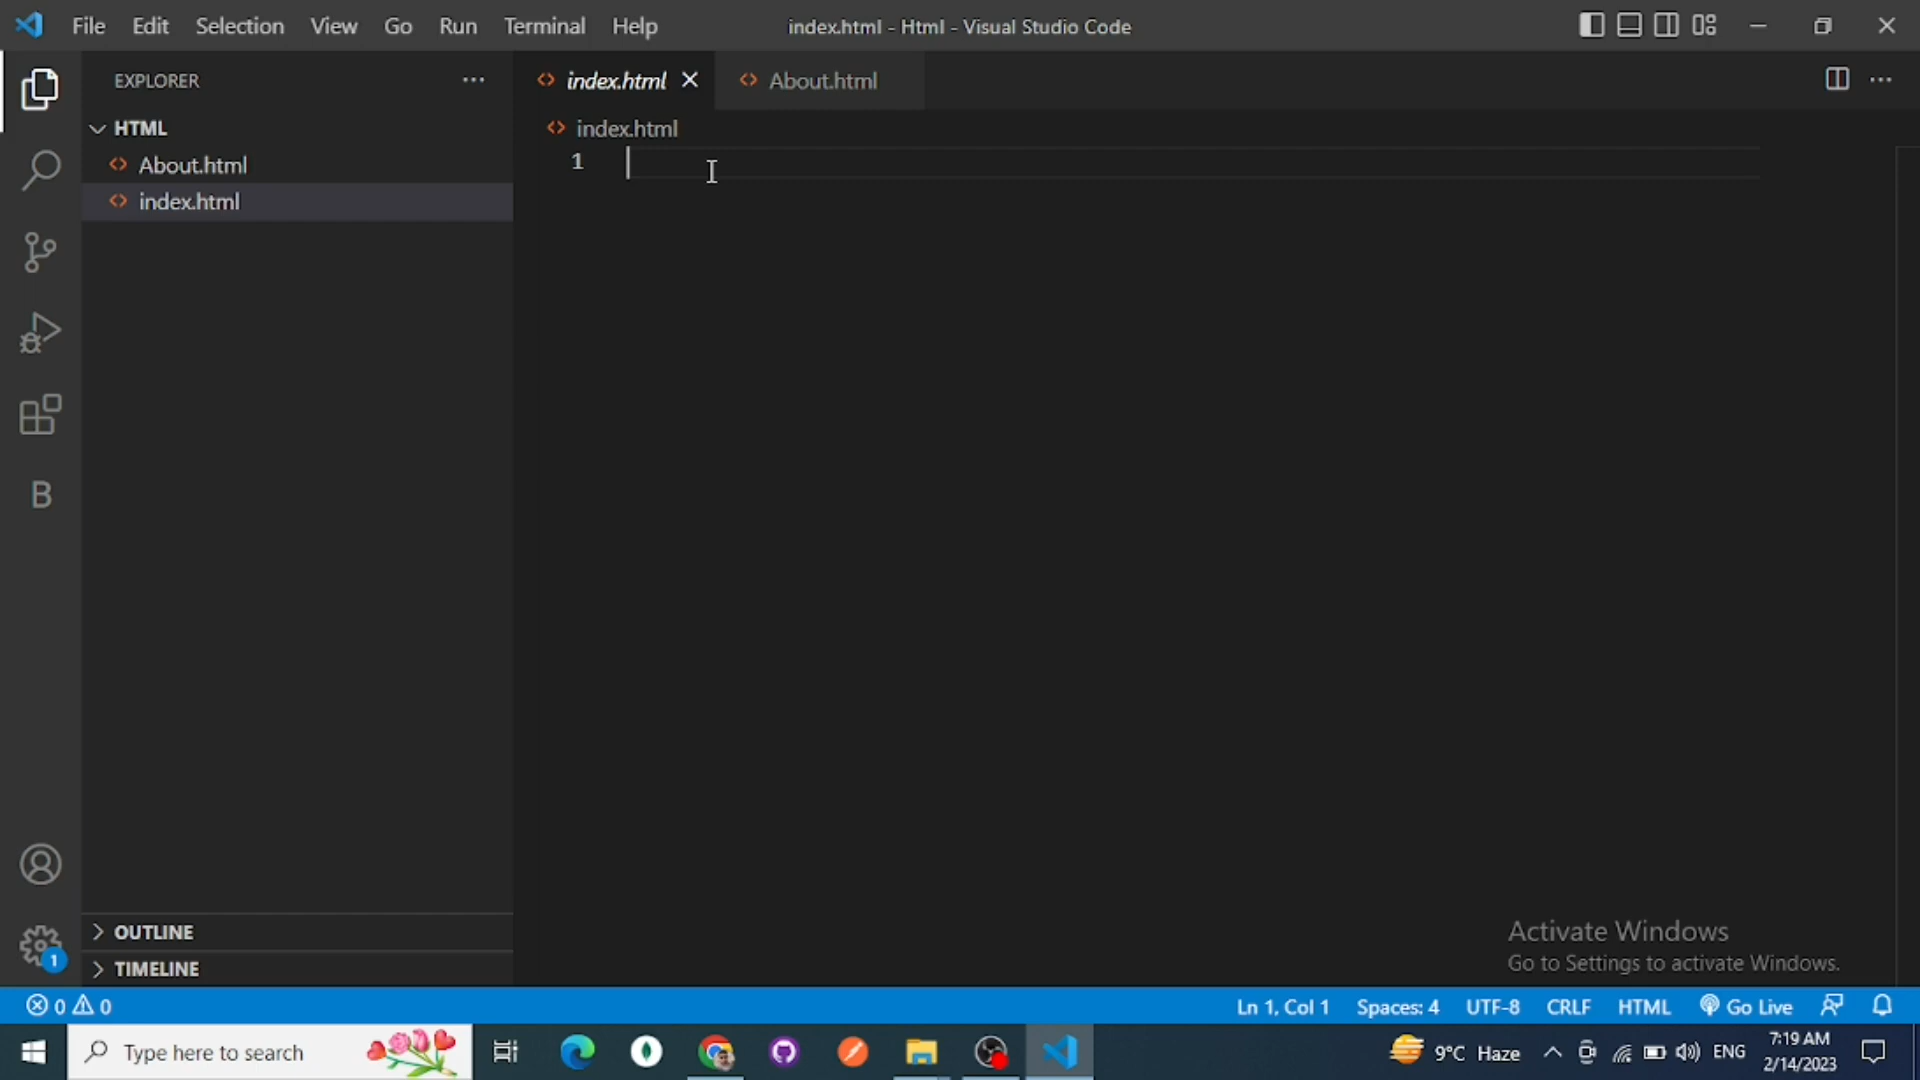 File Edit Selection View Go Run Terminal Help
index.html - Html - Visual Studio Code
EXPLORER
HTML
About.html
index.html
index.html
About.html
index.html
1
B
OUTLINE
TIMELINE
1
Activate Windows
Go to Settings to activate Windows.
0 0
Ln 1, Col 1 Spaces: 4 UTF-8 CRLF HTML Go Live
Type here to search
9°C Haze
ENG
7:19 AM
2/14/2023